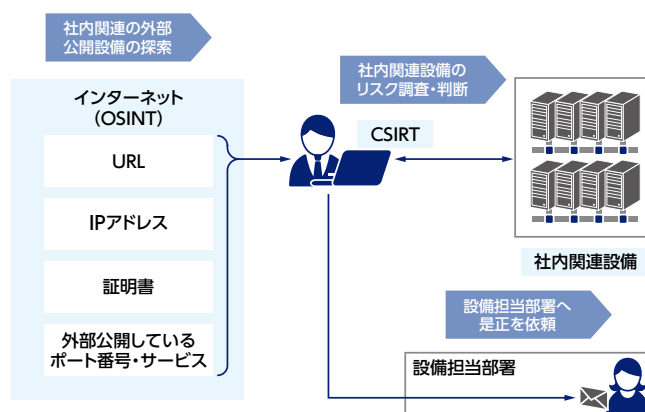 社内関連の外部
公開設備の探索
インターネット
(OSINT)
URL
IPアドレス
証明書
外部公開している
ポート番号・サービス
社内関連設備の
リスク調査・判断
CSIRT
社内関連設備
設備担当部署へ
是正を依頼
設備担当部署